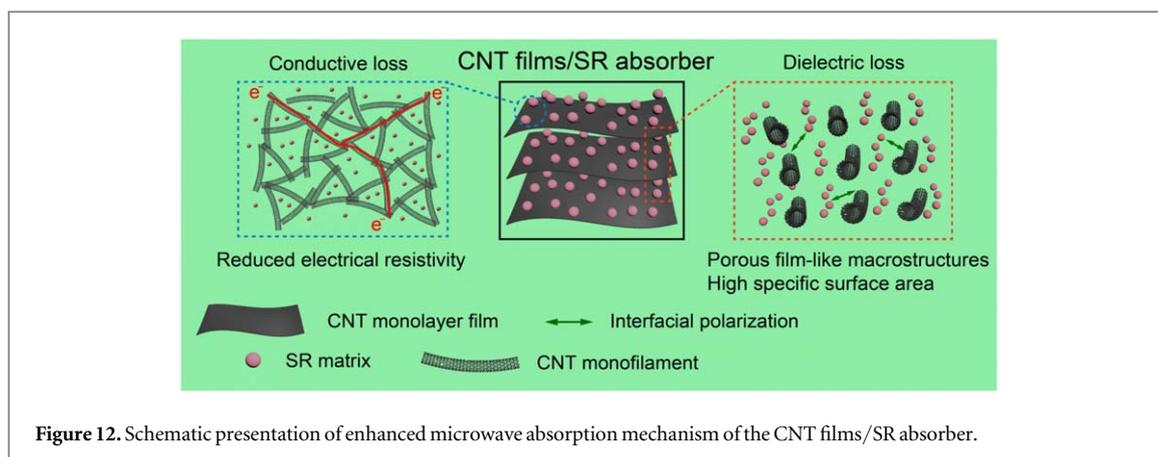 Conductive loss
CNT films/SR absorber
Dielectric loss
e⁻
e⁻
e⁻
Reduced electrical resistivity
Porous film-like macrostructures
High specific surface area
CNT monolayer film
Interfacial polarization
SR matrix
CNT monofilament
Figure 12. Schematic presentation of enhanced microwave absorption mechanism of the CNT films/SR absorber.